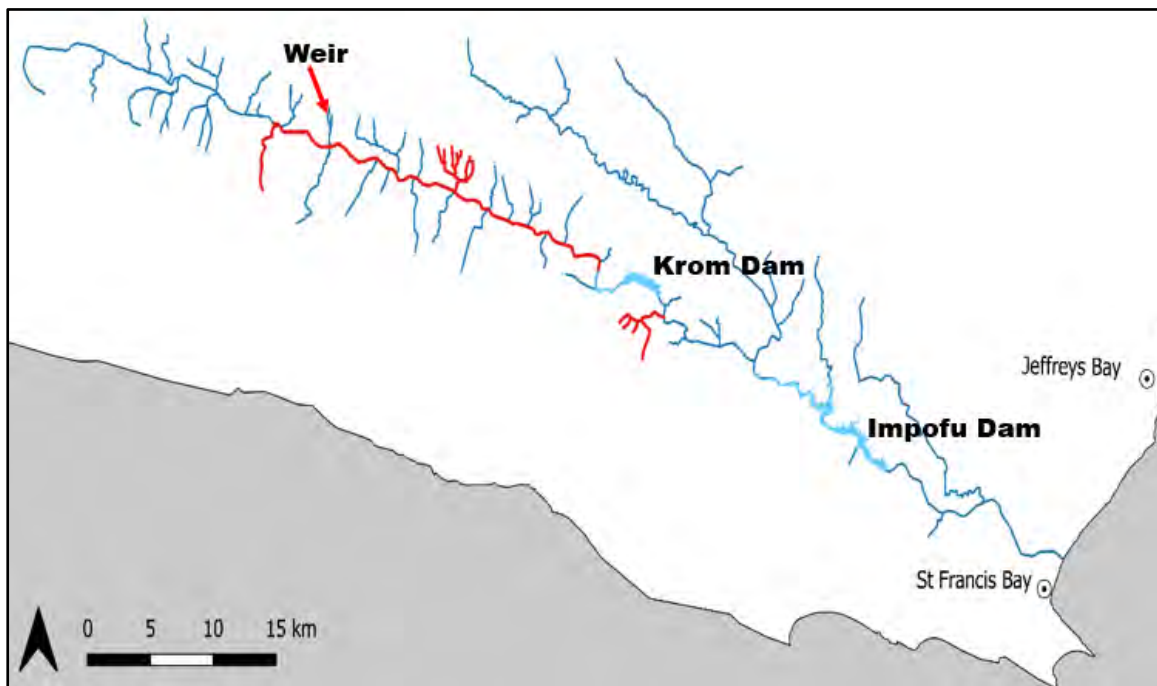 Weir
Krom Dam
Jeffreys Bay
Impofu Dam
St Francis Bay
0 5 10 15 km